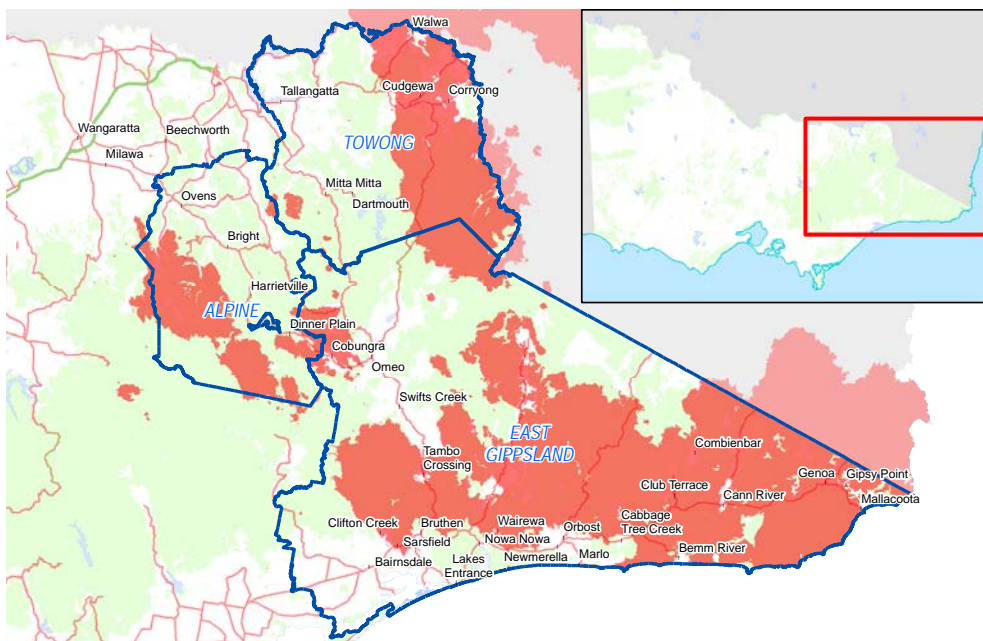 Walwa
Cudgewa
Tallangatta
Corryong
Wangaratta
Beechworth
Milawa
TOWONG
Mitta Mitta
Ovens
Dartmouth
Bright
Harrietville
ALPINE
Dinner Plain
Cobungra
Omeo
Swifts Creek
EAST
GIPPSLAND
Tambo
Crossing
Combienbar
Genoa
Gipsy Point
Club Terrace
Cann River
Mallacoota
Clifton Creek
Bruthen
Wairewa
Orbost
Cabbage
Tree Creek
Sarsfield
Nowa Nowa
Bairnsdale
Lakes
Entrance
Newmerella
Marlo
Bemm River